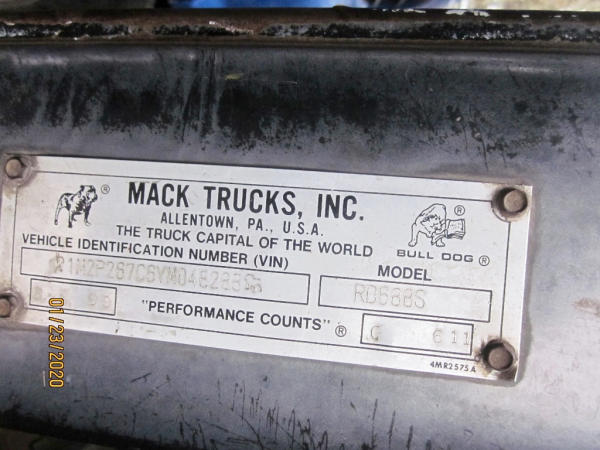 MACK TRUCKS, INC.
ALLENTOWN, PA., U.S.A.
THE TRUCK CAPITAL OF THE WORLD
BULL DOG ®
VEHICLE IDENTIFICATION NUMBER (VIN)
MODEL
RD688S
"PERFORMANCE COUNTS" ®
611
4MR2575A
01/23/2020